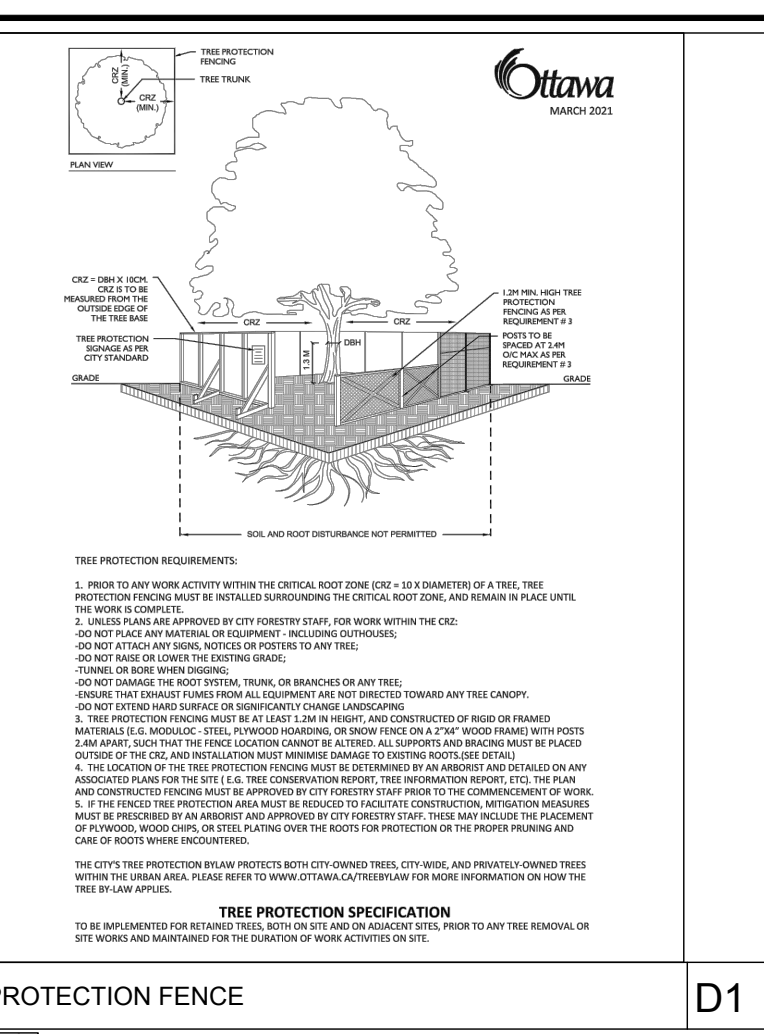 TREE PROTECTION
FENCING
TREE TRUNK
CRZ
(MIN.)
CRZ
(MIN.)
PLAN VIEW
Ottawa
MARCH 2021
CRZ = DBH X 10CM.
CRZ IS TO BE
MEASURED FROM THE
OUTSIDE EDGE OF
THE TREE BASE
TREE PROTECTION
SIGNAGE AS PER
CITY STANDARD
GRADE
CRZ
CRZ
DBH
1.3 M
1.2M MIN. HIGH TREE
PROTECTION
FENCING AS PER
REQUIREMENT # 3
POSTS TO BE
SPACED AT 2.4M
O/C MAX AS PER
REQUIREMENT # 3
GRADE
SOIL AND ROOT DISTURBANCE NOT PERMITTED
TREE PROTECTION REQUIREMENTS:
1. PRIOR TO ANY WORK ACTIVITY WITHIN THE CRITICAL ROOT ZONE (CRZ = 10 X DIAMETER) OF A TREE, TREE
PROTECTION FENCING MUST BE INSTALLED SURROUNDING THE CRITICAL ROOT ZONE, AND REMAIN IN PLACE UNTIL
THE WORK IS COMPLETE.
2. UNLESS PLANS ARE APPROVED BY CITY FORESTRY STAFF, FOR WORK WITHIN THE CRZ:
-DO NOT PLACE ANY MATERIAL OR EQUIPMENT - INCLUDING OUTHOUSES;
-DO NOT ATTACH ANY SIGNS, NOTICES OR POSTERS TO ANY TREE;
-DO NOT RAISE OR LOWER THE EXISTING GRADE;
-TUNNEL OR BORE WHEN DIGGING;
-DO NOT DAMAGE THE ROOT SYSTEM, TRUNK, OR BRANCHES OR ANY TREE;
-ENSURE THAT EXHAUST FUMES FROM ALL EQUIPMENT ARE NOT DIRECTED TOWARD ANY TREE CANOPY.
-DO NOT EXTEND HARD SURFACE OR SIGNIFICANTLY CHANGE LANDSCAPING
3. TREE PROTECTION FENCING MUST BE AT LEAST 1.2M IN HEIGHT, AND CONSTRUCTED OF RIGID OR FRAMED
MATERIALS (E.G. MODULOC - STEEL, PLYWOOD HOARDING, OR SNOW FENCE ON A 2"X4" WOOD FRAME) WITH POSTS
2.4M APART, SUCH THAT THE FENCE LOCATION CANNOT BE ALTERED. ALL SUPPORTS AND BRACING MUST BE PLACED
OUTSIDE OF THE CRZ, AND INSTALLATION MUST MINIMISE DAMAGE TO EXISTING ROOTS.(SEE DETAIL)
4. THE LOCATION OF THE TREE PROTECTION FENCING MUST BE DETERMINED BY AN ARBORIST AND DETAILED ON ANY
ASSOCIATED PLANS FOR THE SITE ( E.G. TREE CONSERVATION REPORT, TREE INFORMATION REPORT, ETC). THE PLAN
AND CONSTRUCTED FENCING MUST BE APPROVED BY CITY FORESTRY STAFF PRIOR TO THE COMMENCEMENT OF WORK.
5. IF THE FENCED TREE PROTECTION AREA MUST BE REDUCED TO FACILITATE CONSTRUCTION, MITIGATION MEASURES
MUST BE PRESCRIBED BY AN ARBORIST AND APPROVED BY CITY FORESTRY STAFF. THESE MAY INCLUDE THE PLACEMENT
OF PLYWOOD, WOOD CHIPS, OR STEEL PLATING OVER THE ROOTS FOR PROTECTION OR THE PROPER PRUNING AND
CARE OF ROOTS WHERE ENCOUNTERED.
THE CITY'S TREE PROTECTION BYLAW PROTECTS BOTH CITY-OWNED TREES, CITY-WIDE, AND PRIVATELY-OWNED TREES
WITHIN THE URBAN AREA. PLEASE REFER TO WWW.OTTAWA.CA/TREEBYLAW FOR MORE INFORMATION ON HOW THE
TREE BY-LAW APPLIES.
TREE PROTECTION SPECIFICATION
TO BE IMPLEMENTED FOR RETAINED TREES, BOTH ON SITE AND ON ADJACENT SITES, PRIOR TO ANY TREE REMOVAL OR
SITE WORKS AND MAINTAINED FOR THE DURATION OF WORK ACTIVITIES ON SITE.
PROTECTION FENCE
D1